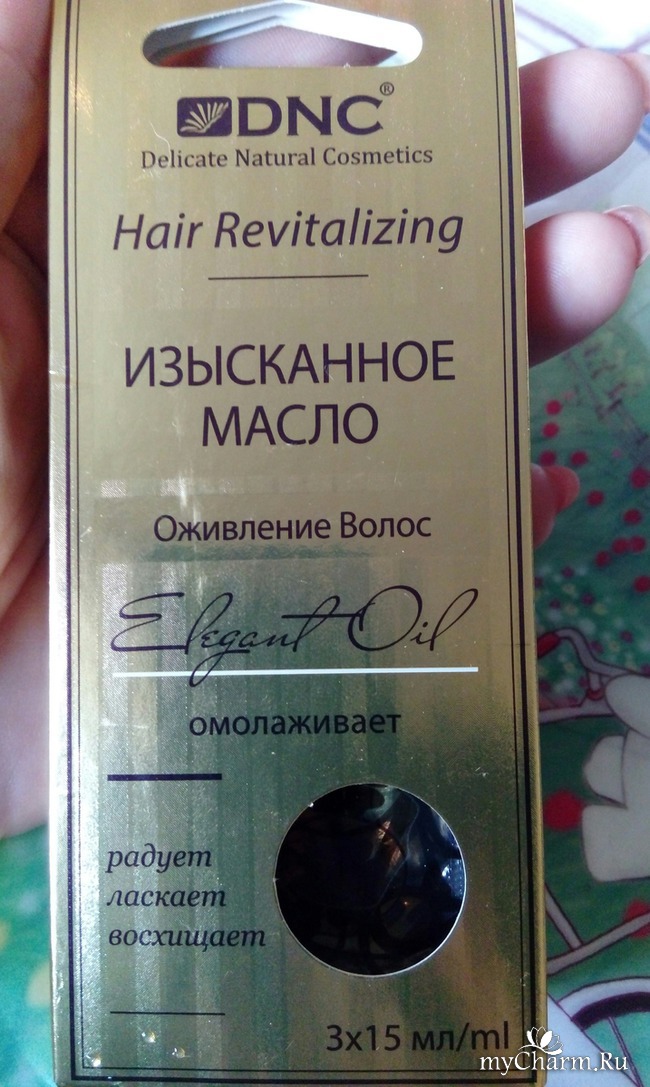 DNC®
Delicate Natural Cosmetics
Hair Revitalizing
ИЗЫСКАННОЕ
МАСЛО
Оживление Волос
Elegant Oil
омолаживает
радует
ласкает
восхищает
3x15 мл/ml
myCharm.Ru